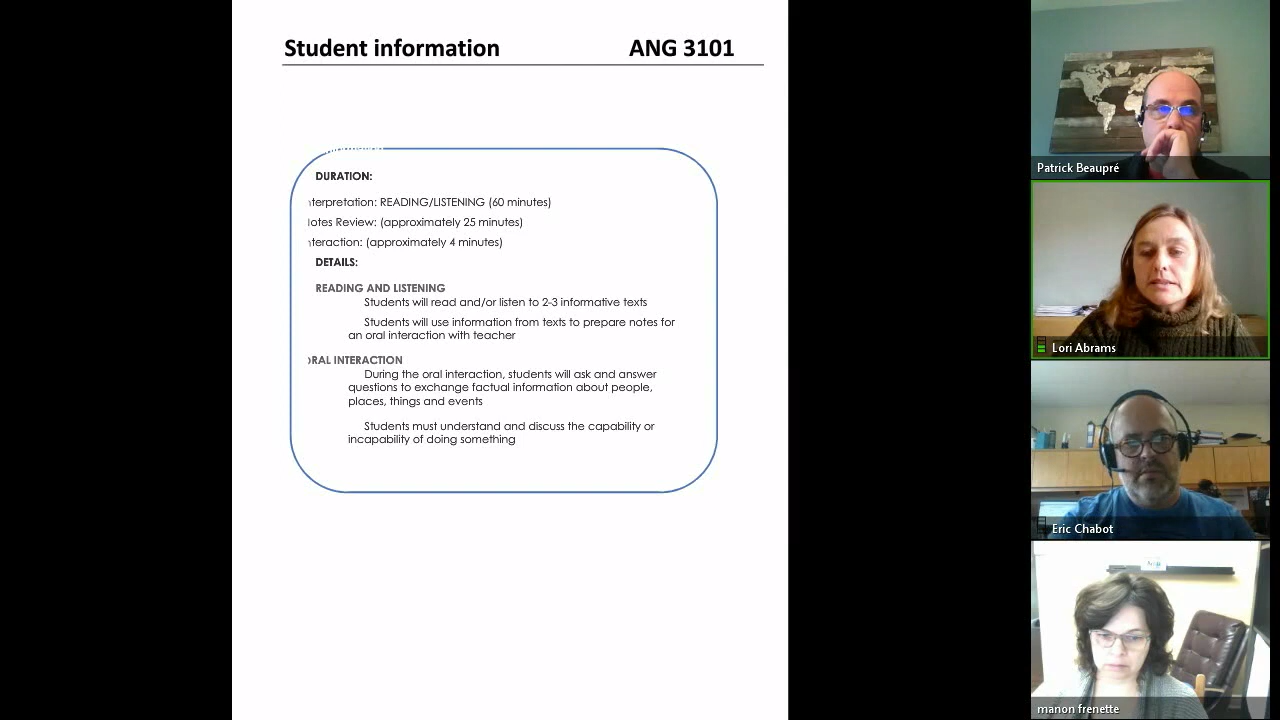 Student information ANG 3101
DURATION:
nterpretation: READING/LISTENING (60 minutes)
otes Review: (approximately 25 minutes)
nteraction: (approximately 4 minutes)
DETAILS:
READING AND LISTENING
Students will read and/or listen to 2-3 informative texts
Students will use information from texts to prepare notes for
an oral interaction with teacher
ORAL INTERACTION
During the oral interaction, students will ask and answer
questions to exchange factual information about people,
places, things and events
Students must understand and discuss the capability or
incapability of doing something
Patrick Beaupré
Lori Abrams
Eric Chabot
manon frenette